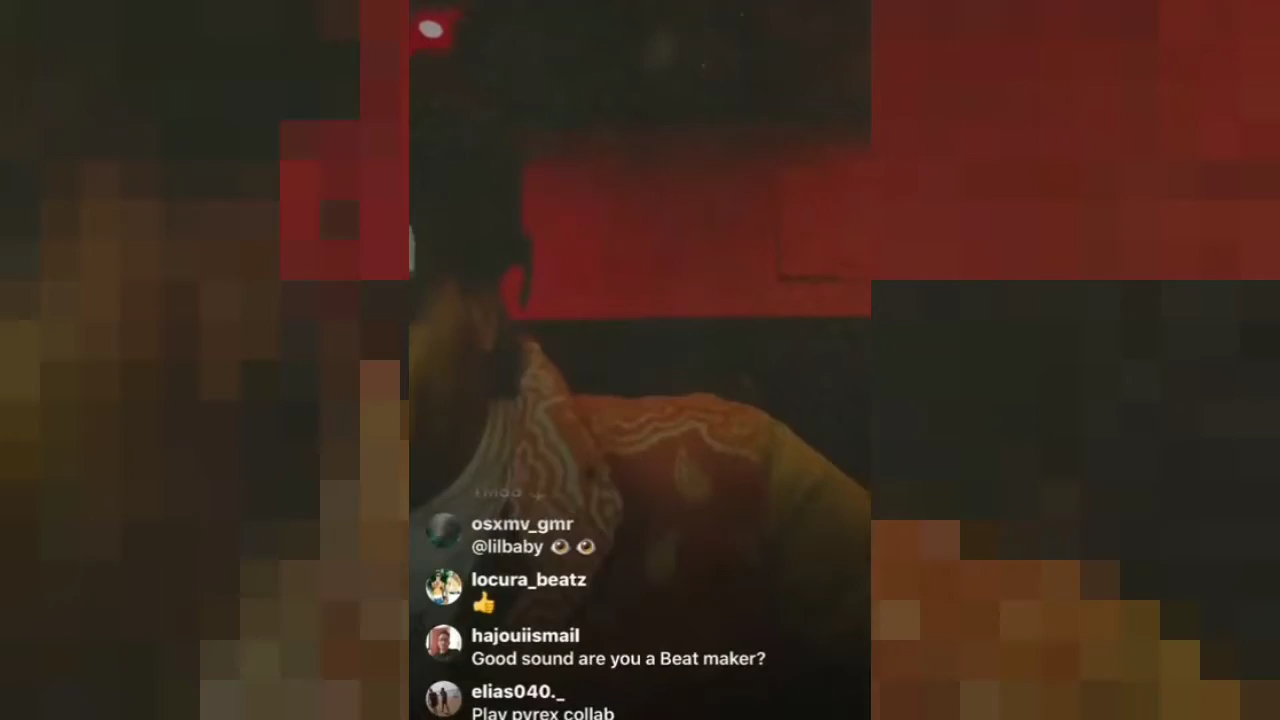 osxmv_gmr
@lilbaby 👁️ 👁️
locura_beatz
👍
hajouiismail
Good sound are you a Beat maker?
elias040._
Play pyrex collab